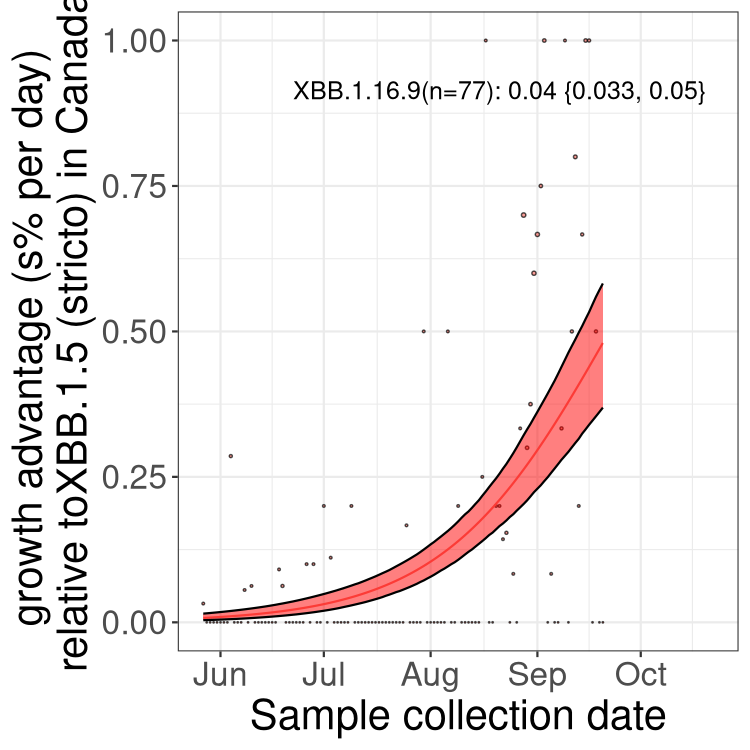 growth advantage (s% per day)
relative toXBB.1.5 (stricto) in Canada
1.00
0.75
0.50
0.25
0.00
XBB.1.16.9(n=77): 0.04 {0.033, 0.05}
Jun Jul Aug Sep Oct
Sample collection date